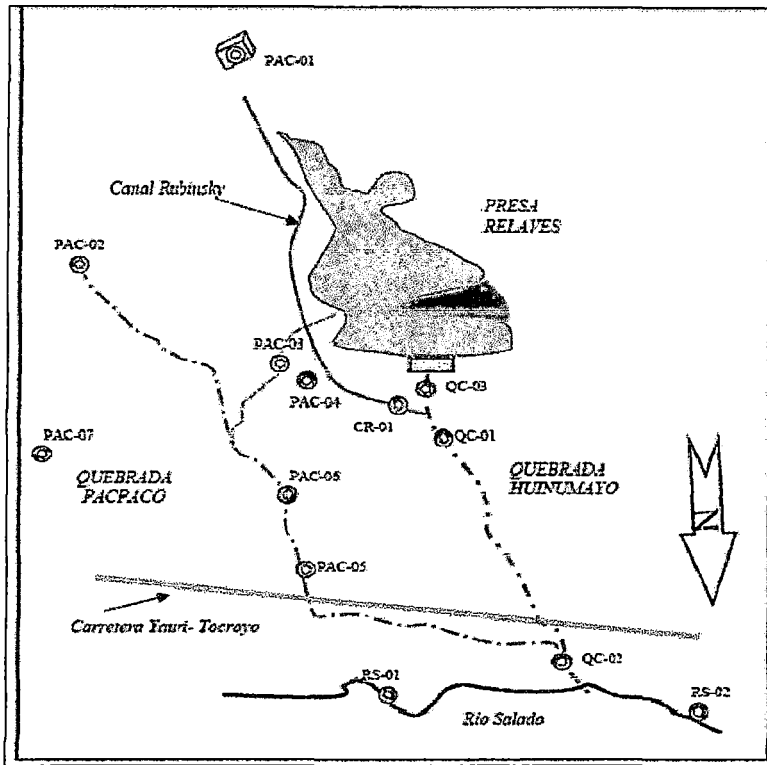 PAC-01
Canal Rubinsky
PRESA
RELAVES
PAC-02
PAC-03
PAC-04
QC-03
CR-01
QC-01
PAC-07
QUEBRADA
PACPACO
PAC-06
QUEBRADA
HUINUMAYO
N
PAC-05
Carretera Yauri- Tocroyo
QC-02
RS-01
RS-02
Rio Salado